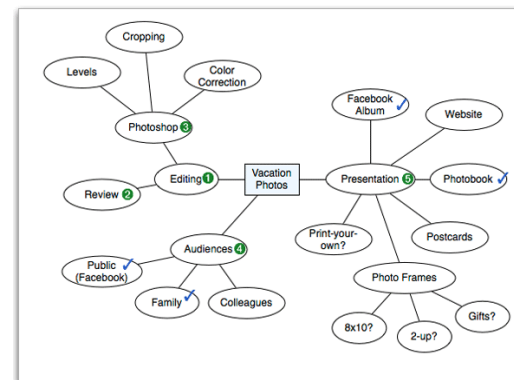 Cropping
Levels
Color
Correction
Photoshop 3
Editing 1
Review 2
Vacation
Photos
Audiences 4
Public
(Facebook)
Family
Colleagues
Facebook
Album
Website
Presentation 5
Photobook
Print-your-
own?
Postcards
Photo Frames
8x10?
2-up?
Gifts?